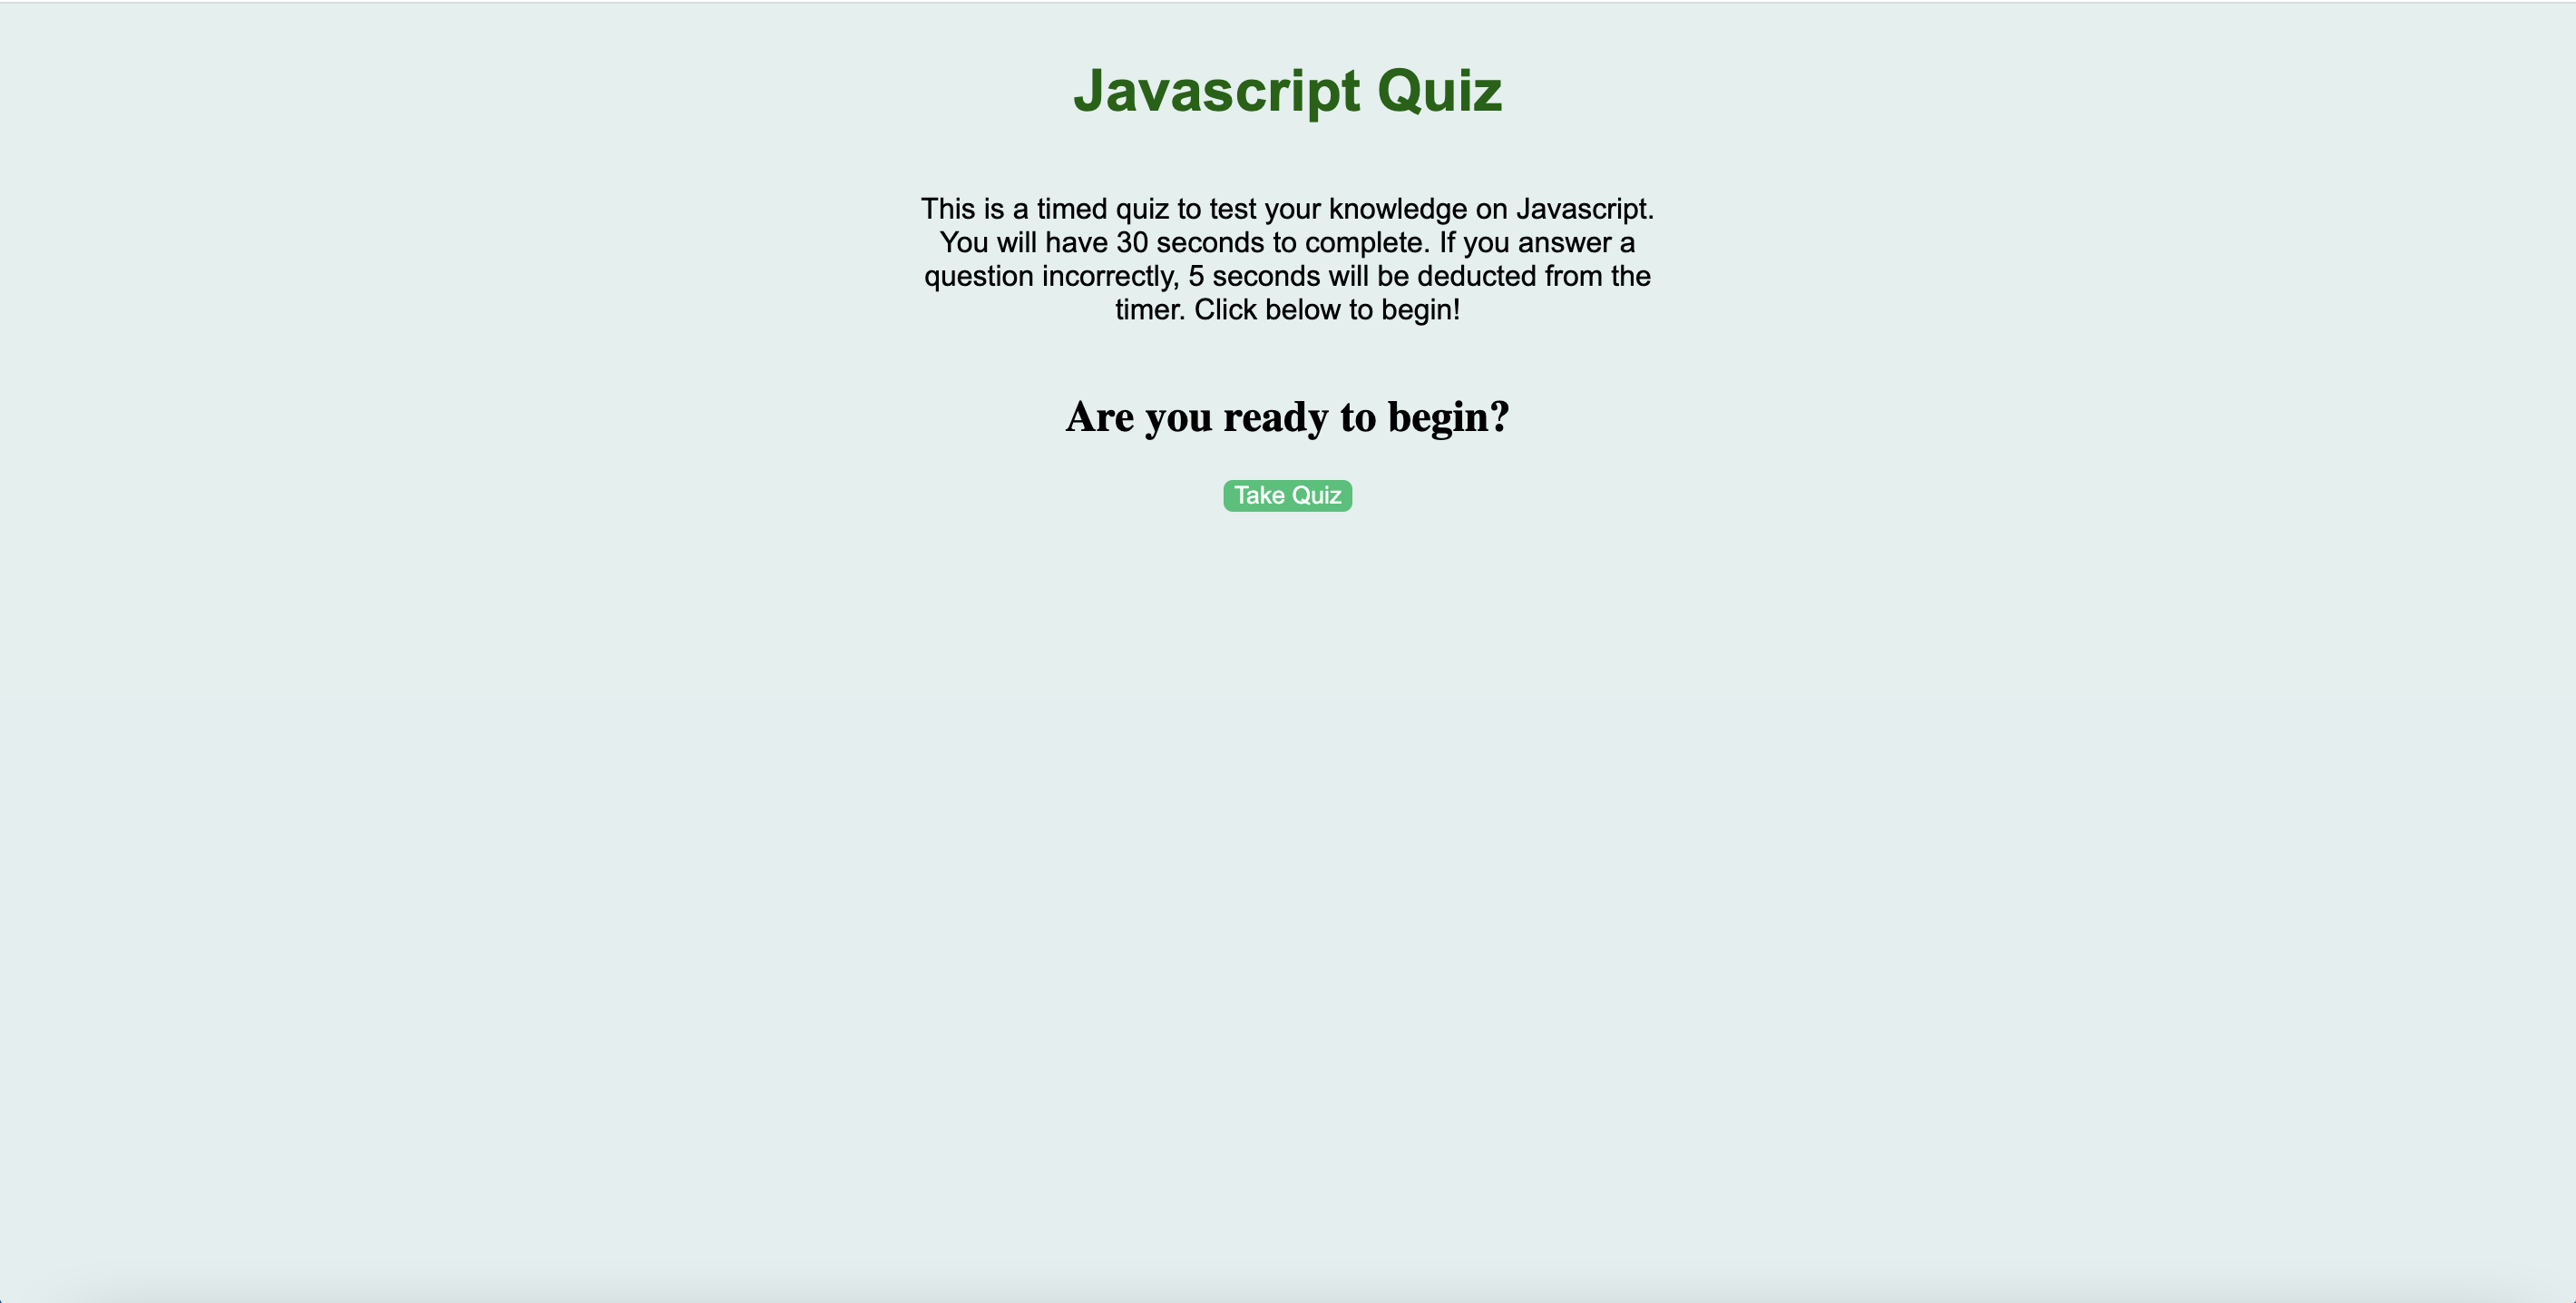 Javascript Quiz
This is a timed quiz to test your knowledge on Javascript.
You will have 30 seconds to complete. If you answer a
question incorrectly, 5 seconds will be deducted from the
timer. Click below to begin!
Are you ready to begin?
Take Quiz